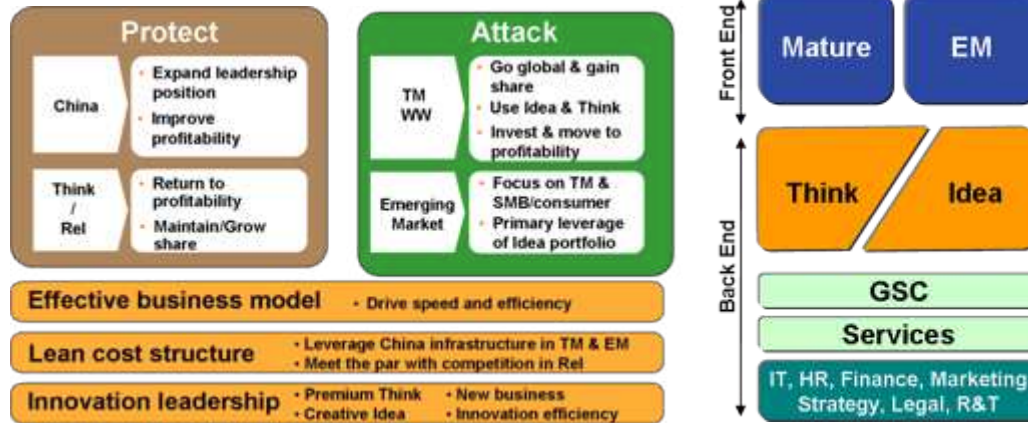 Protect
China
• Expand leadership
position
• Improve
profitability
Think
/
Rel
• Return to
profitability
• Maintain/Grow
share
Attack
TM
WW
• Go global & gain
share
• Use Idea & Think
• Invest & move to
profitability
Emerging
Market
• Focus on TM &
SMB/consumer
• Primary leverage
of Idea portfolio
Effective business model • Drive speed and efficiency
Lean cost structure
• Leverage China infrastructure in TM & EM
• Meet the par with competition in Rel
Innovation leadership
• Premium Think • New business
• Creative Idea • Innovation efficiency
Front End
Mature
EM
Back End
Think
Idea
GSC
Services
IT, HR, Finance, Marketing
Strategy, Legal, R&T